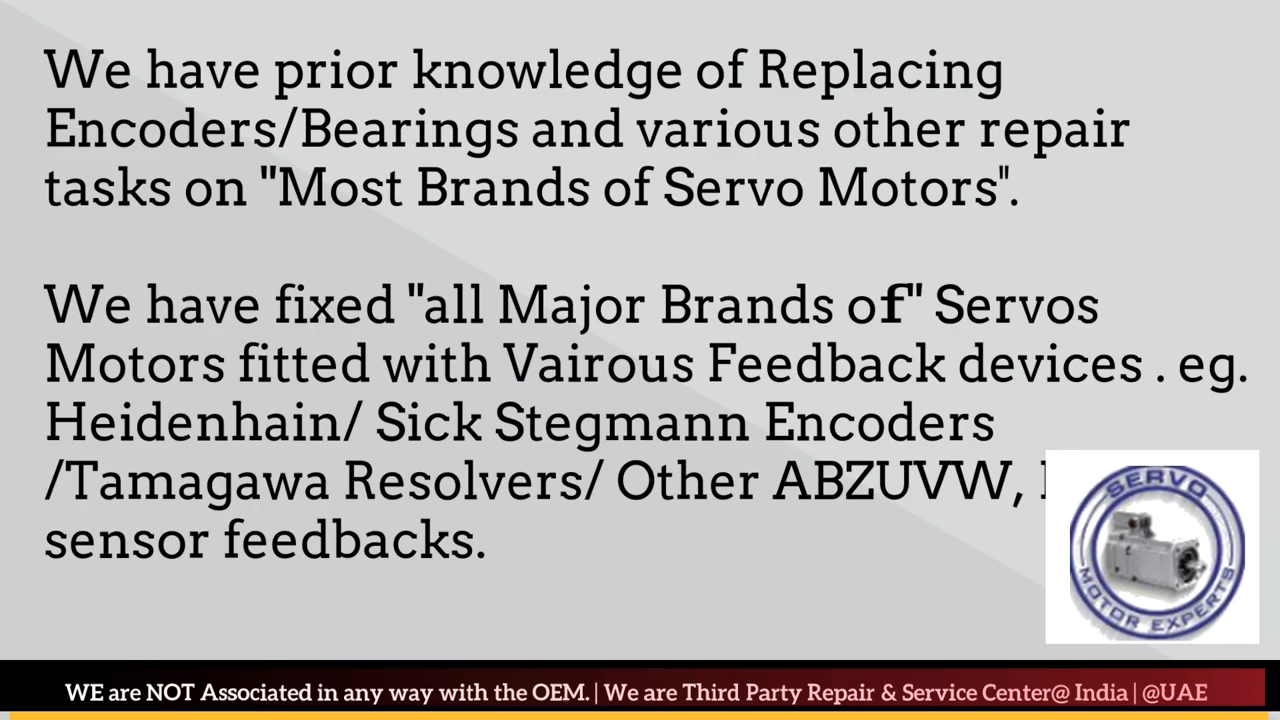 We have prior knowledge of Replacing
Encoders/Bearings and various other repair
tasks on "Most Brands of Servo Motors".
We have fixed "all Major Brands of" Servos
Motors fitted with Vairous Feedback devices . eg.
Heidenhain/ Sick Stegmann Encoders
/Tamagawa Resolvers/ Other ABZUVW,
sensor feedbacks.
SERVO
MOTOR EXPERTS
WE are NOT Associated in any way with the OEM. | We are Third Party Repair & Service Center@ India | @UAE